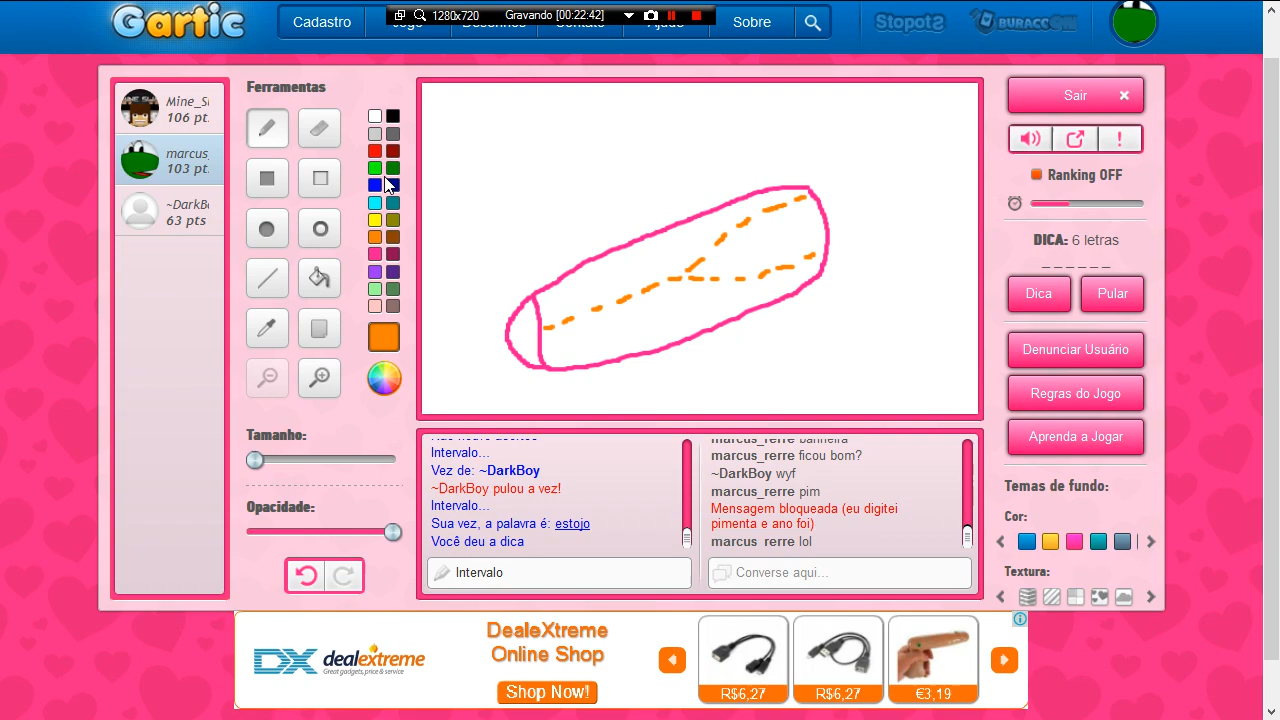 Gartic
Cadastro
1280x720
Gravando [00:22:42]
Sobre
StopotS
BURACOON
Mine_S
106 pt.
marcus_
103 pt.
~DarkB
63 pts
Ferramentas
Tamanho:
Opacidade:
Intervalo...
Vez de: ~DarkBoy
~DarkBoy pulou a vez!
Intervalo...
Sua vez, a palavra é: estojo
Você deu a dica
Intervalo
marcus_rerre banheira
marcus_rerre ficou bom?
~DarkBoy wyf
marcus_rerre pim
Mensagem bloqueada (eu digitei
pimenta e ano foi)
marcus_rerre lol
Converse aqui...
Sair
Ranking OFF
DICA: 6 letras
Dica
Pular
Denunciar Usuário
Regras do Jogo
Aprenda a Jogar
Temas de fundo:
Cor:
Textura:
DX dealextreme
Great gadgets, price & service
DealeXtreme
Online Shop
Shop Now!
R$6,27
R$6,27
€3,19